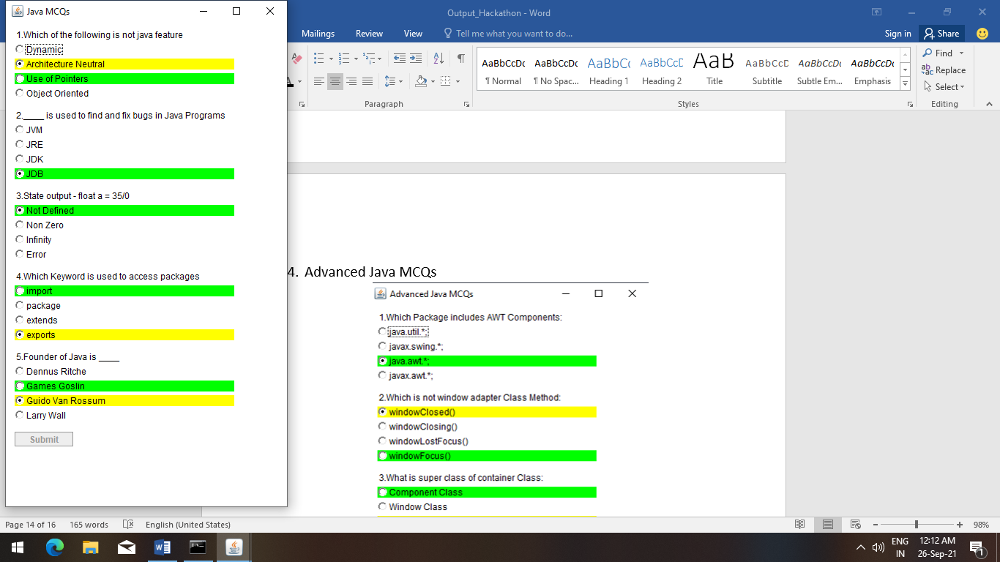 Java MCQs
1.Which of the following is not java feature
Dynamic
Architecture Neutral
Use of Pointers
Object Oriented
2.____ is used to find and fix bugs in Java Programs
JVM
JRE
JDK
JDB
3.State output - float a = 35/0
Not Defined
Non Zero
Infinity
Error
4.Which Keyword is used to access packages
import
package
extends
exports
5.Founder of Java is ____
Dennus Ritche
Games Goslin
Guido Van Rossum
Larry Wall
Submit
Output_Hackathon - Word
Mailings Review View Tell me what you want to do... Sign in Share
AaBbCcDc AaBbCcDc AaBbCc AaBbCcD AaB AaBbCcD AaBbCcDc AaBbCcDc
¶ Normal ¶ No Spac... Heading 1 Heading 2 Title Subtitle Subtle Em... Emphasis
Find
Replace
Select
Paragraph Styles Editing
4. Advanced Java MCQs
Advanced Java MCQs
1.Which Package includes AWT Components:
java.util.*;
javax.swing.*;
java.awt.*;
javax.awt.*;
2.Which is not window adapter Class Method:
windowClosed()
windowClosing()
windowLostFocus()
windowFocus()
3.What is super class of container Class:
Component Class
Window Class
Page 14 of 16 165 words English (United States) 98%
ENG
IN
12:12 AM
26-Sep-21
1